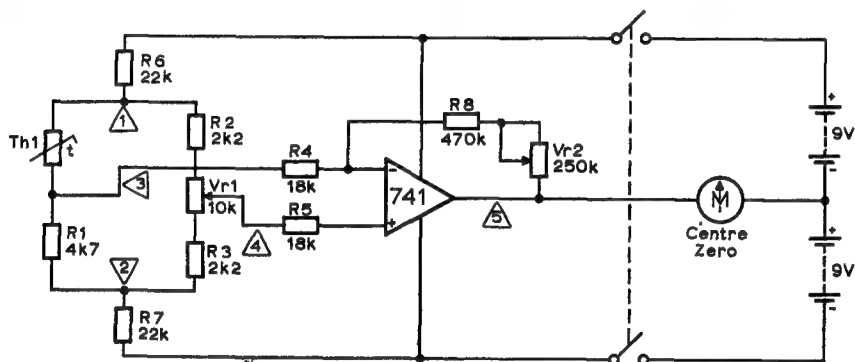 R6
22k
1
R2
2k2
Th1
t
3
R4
18k
R8
470k
Vr2
250k
Vr1
10k
741
-
+
R1
4k7
4
R5
18k
5
M
Centre
Zero
2
R3
2k2
R7
22k
+
9V
-
+
9V
-